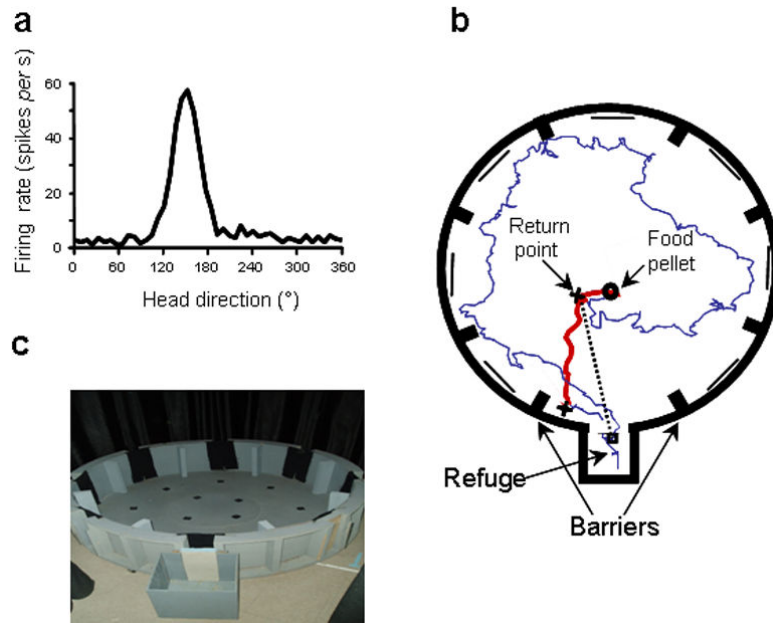 a
Firing rate (spikes per s)
60
40
20
0
0 60 120 180 240 300 360
Head direction (°)
b
Return
point
Food
pellet
Refuge
Barriers
c